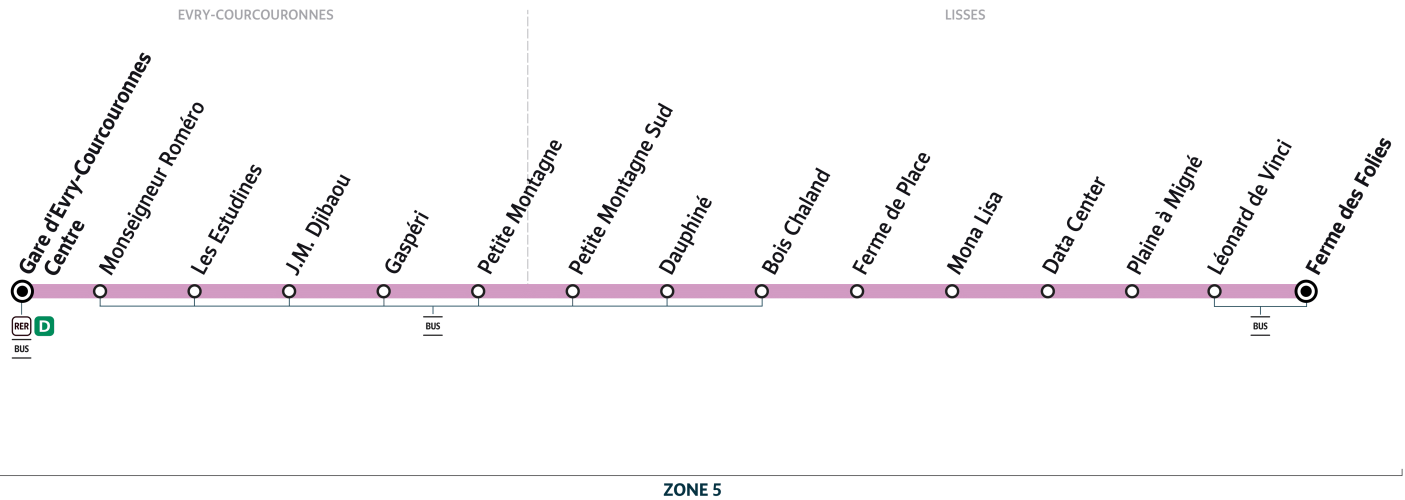 EVRY-COURCOURONNES
LISSES
Gare d'Evry-Courcouronnes
Centre
Monseigneur Roméro
Les Estudines
J.M. Djibaou
Gaspéri
Petite Montagne
Petite Montagne Sud
Dauphiné
Bois Chaland
Ferme de Place
Mona Lisa
Data Center
Plaine à Migné
Léonard de Vinci
Ferme des Folies
RER D
BUS
BUS
BUS
ZONE 5